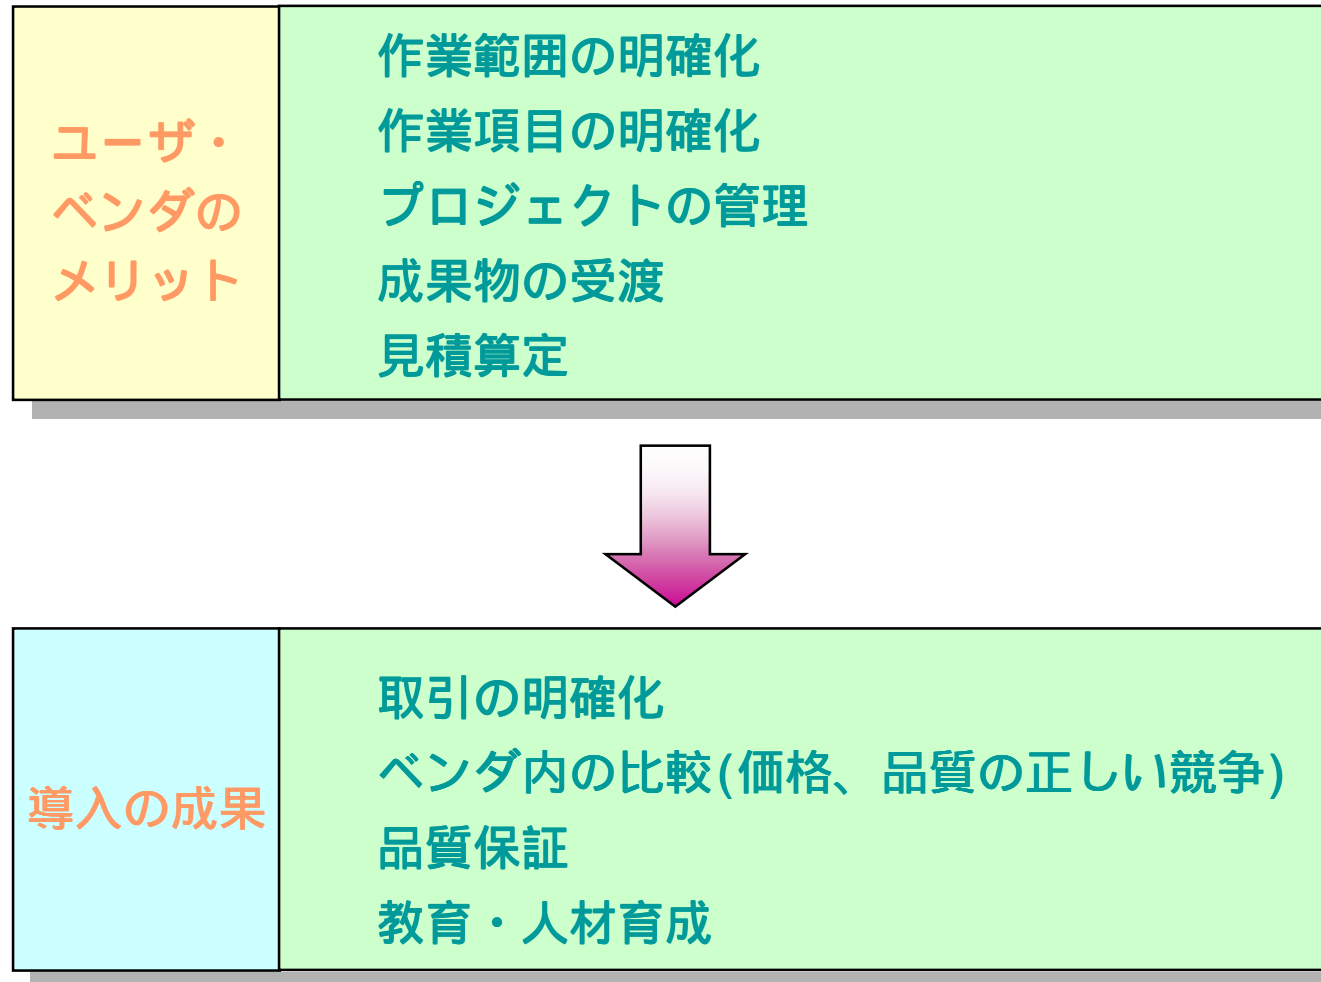 ユーザ・
ベンダの
メリット
作業範囲の明確化
作業項目の明確化
プロジェクトの管理
成果物の受渡
見積算定
導入の成果
取引の明確化
ベンダ内の比較(価格、品質の正しい競争)
品質保証
教育・人材育成